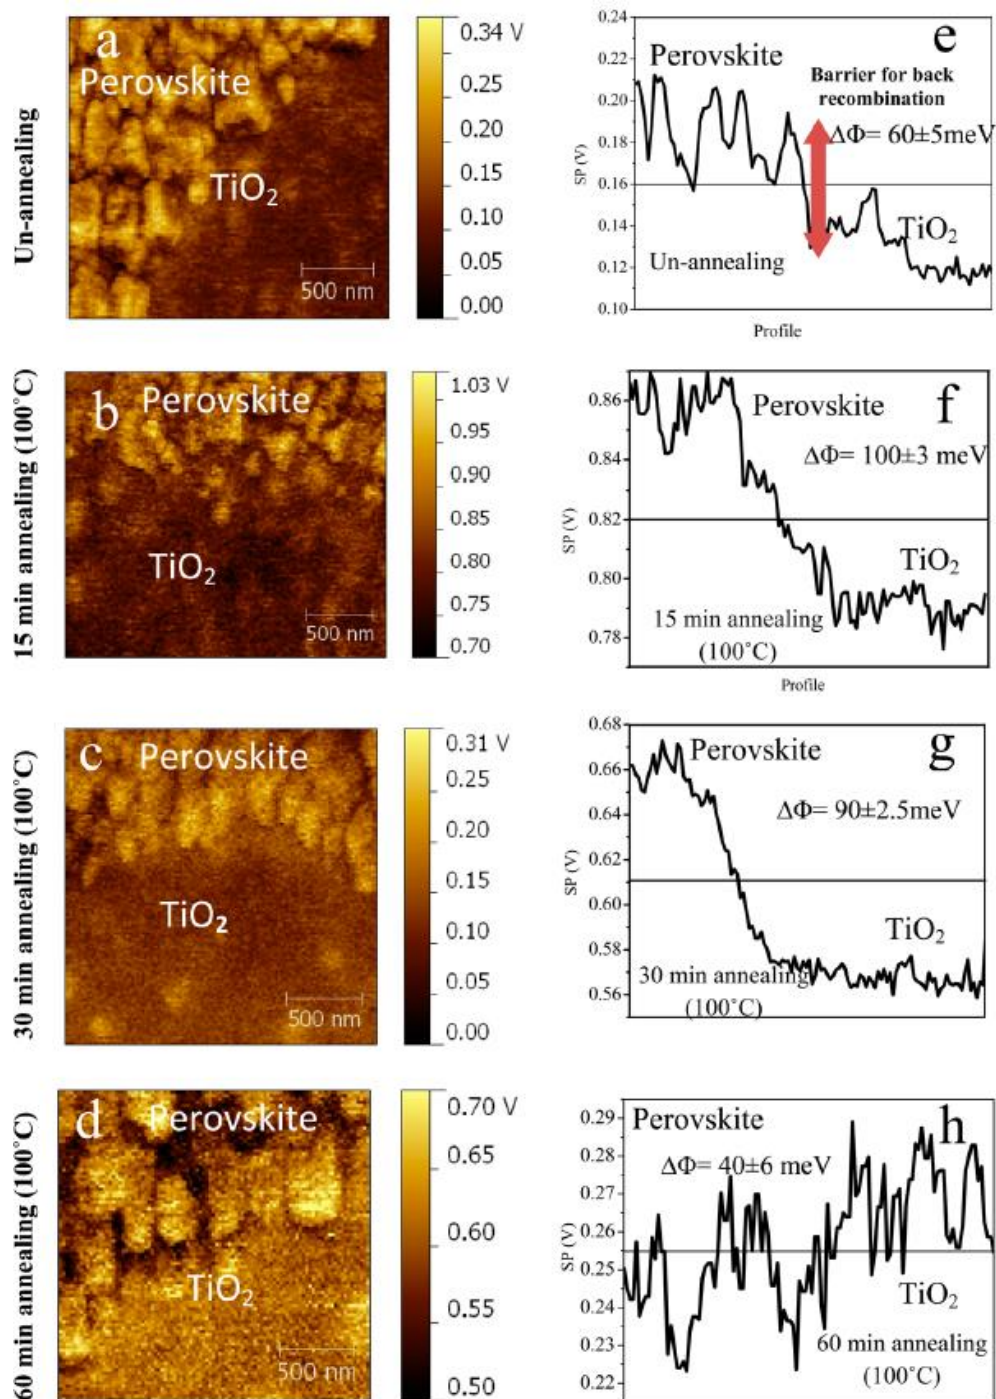 Un-annealing
a
Perovskite
TiO2
500 nm
0.34 V
0.25
0.20
0.15
0.10
0.05
0.00
e
Perovskite
Barrier for back
recombination
ΔΦ= 60±5meV
TiO2
Un-annealing
SP (V)
0.24
0.22
0.20
0.18
0.16
0.14
0.12
0.10
Profile
15 min annealing (100˚C)
b
Perovskite
TiO2
500 nm
1.03 V
0.95
0.90
0.85
0.80
0.75
0.70
f
Perovskite
ΔΦ= 100±3 meV
TiO2
15 min annealing
(100˚C)
SP (V)
0.86
0.84
0.82
0.80
0.78
Profile
30 min annealing (100˚C)
c
Perovskite
TiO2
500 nm
0.31 V
0.25
0.20
0.15
0.10
0.05
0.00
g
Perovskite
ΔΦ= 90±2.5meV
TiO2
30 min annealing
(100˚C)
SP (V)
0.68
0.66
0.64
0.62
0.60
0.58
0.56
60 min annealing (100˚C)
d
Perovskite
TiO2
500 nm
0.70 V
0.65
0.60
0.55
0.50
h
Perovskite
ΔΦ= 40±6 meV
TiO2
60 min annealing
(100˚C)
SP (V)
0.29
0.28
0.27
0.26
0.25
0.24
0.23
0.22